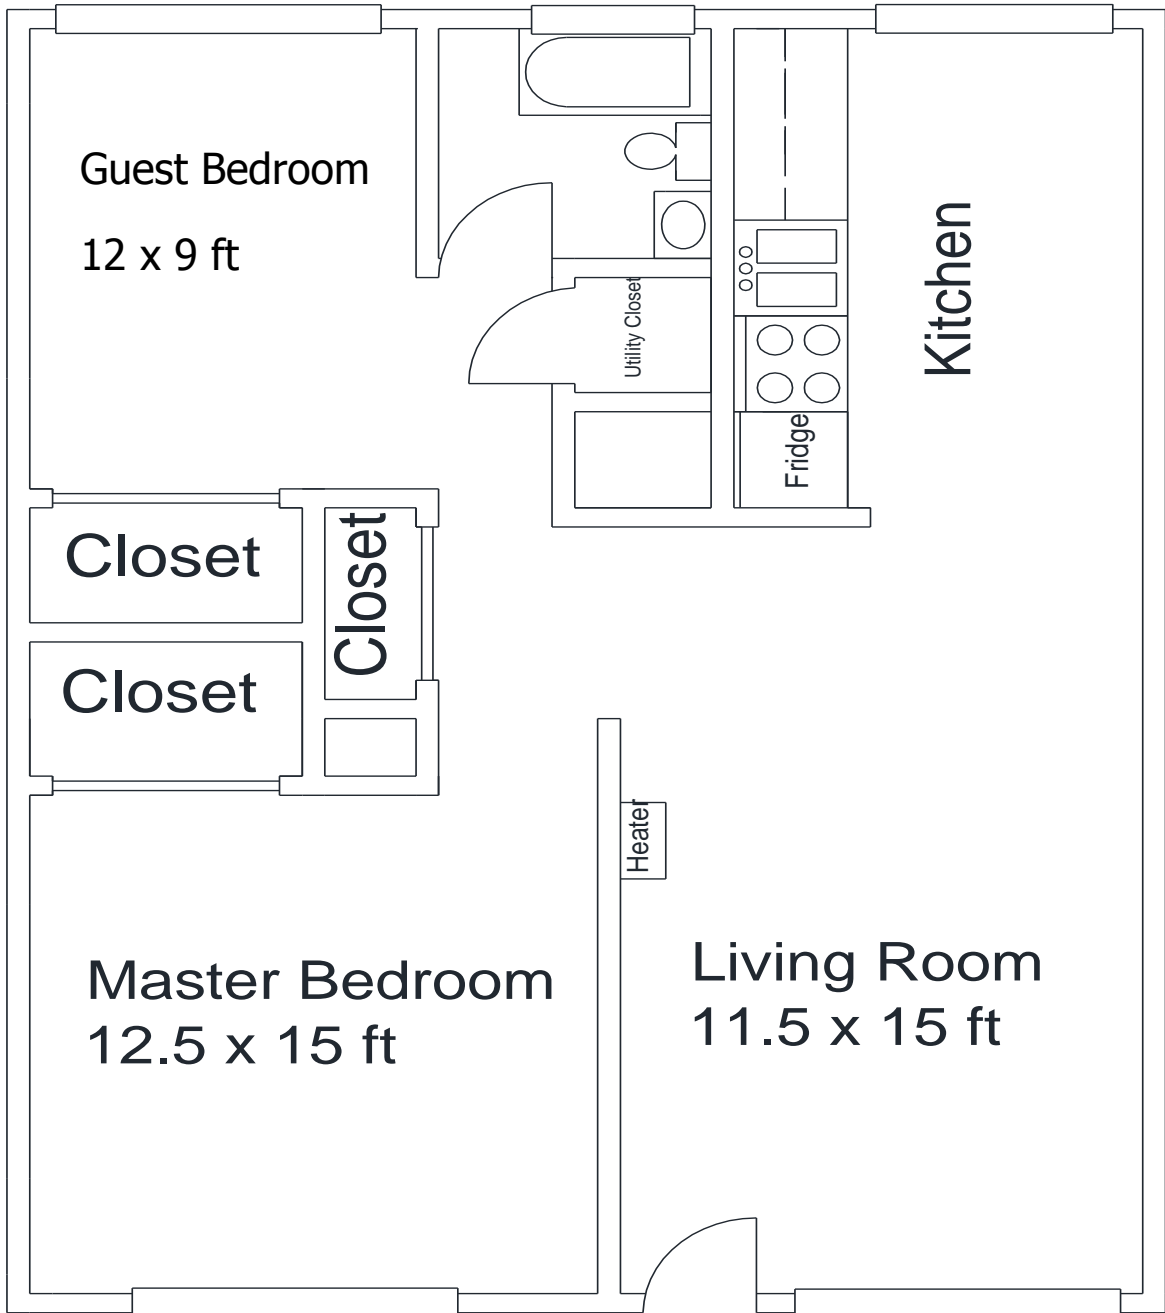 Guest Bedroom
12 x 9 ft
Kitchen
Utility Closet
Fridge
Closet
Closet
Closet
Heater
Master Bedroom
12.5 x 15 ft
Living Room
11.5 x 15 ft